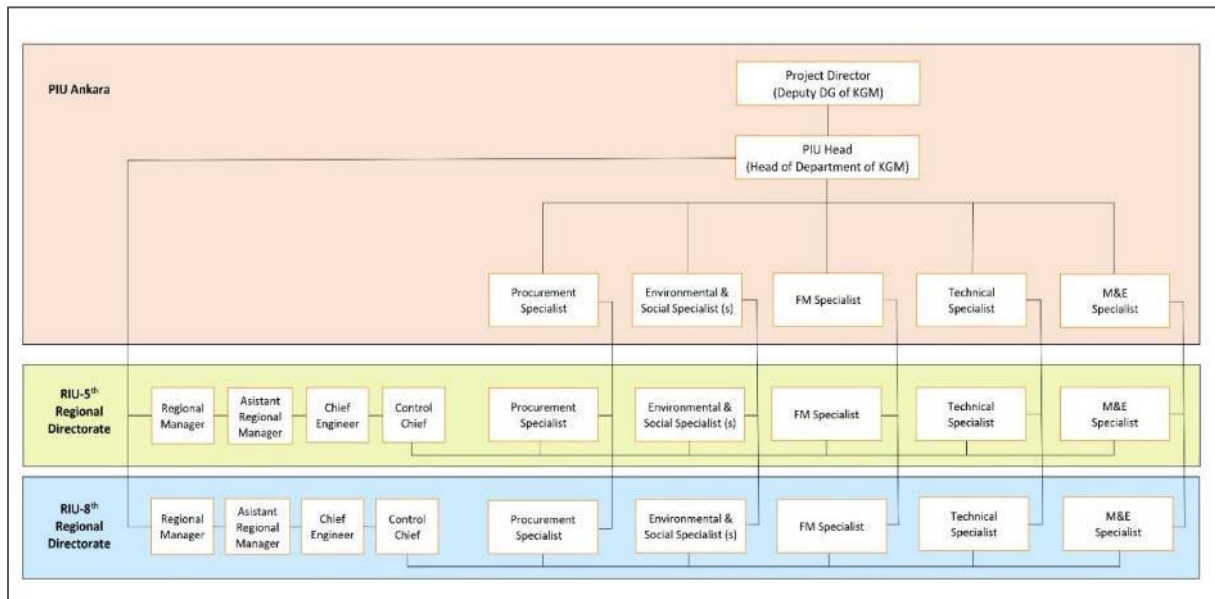 PIU Ankara
Project Director
(Deputy DG of KGM)
PIU Head
(Head of Department of KGM)
Procurement
Specialist
Environmental &
Social Specialist (s)
FM Specialist
Technical
Specialist
M&E
Specialist
RIU-5th
Regional
Directorate
Regional
Manager
Asistant
Regional
Manager
Chief
Engineer
Control
Chief
Procurement
Specialist
Environmental &
Social Specialist (s)
FM Specialist
Technical
Specialist
M&E
Specialist
RIU-8th
Regional
Directorate
Regional
Manager
Asistant
Regional
Manager
Chief
Engineer
Control
Chief
Procurement
Specialist
Environmental &
Social Specialist (s)
FM Specialist
Technical
Specialist
M&E
Specialist